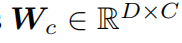 W_c ∈ ℝ^{D×C}